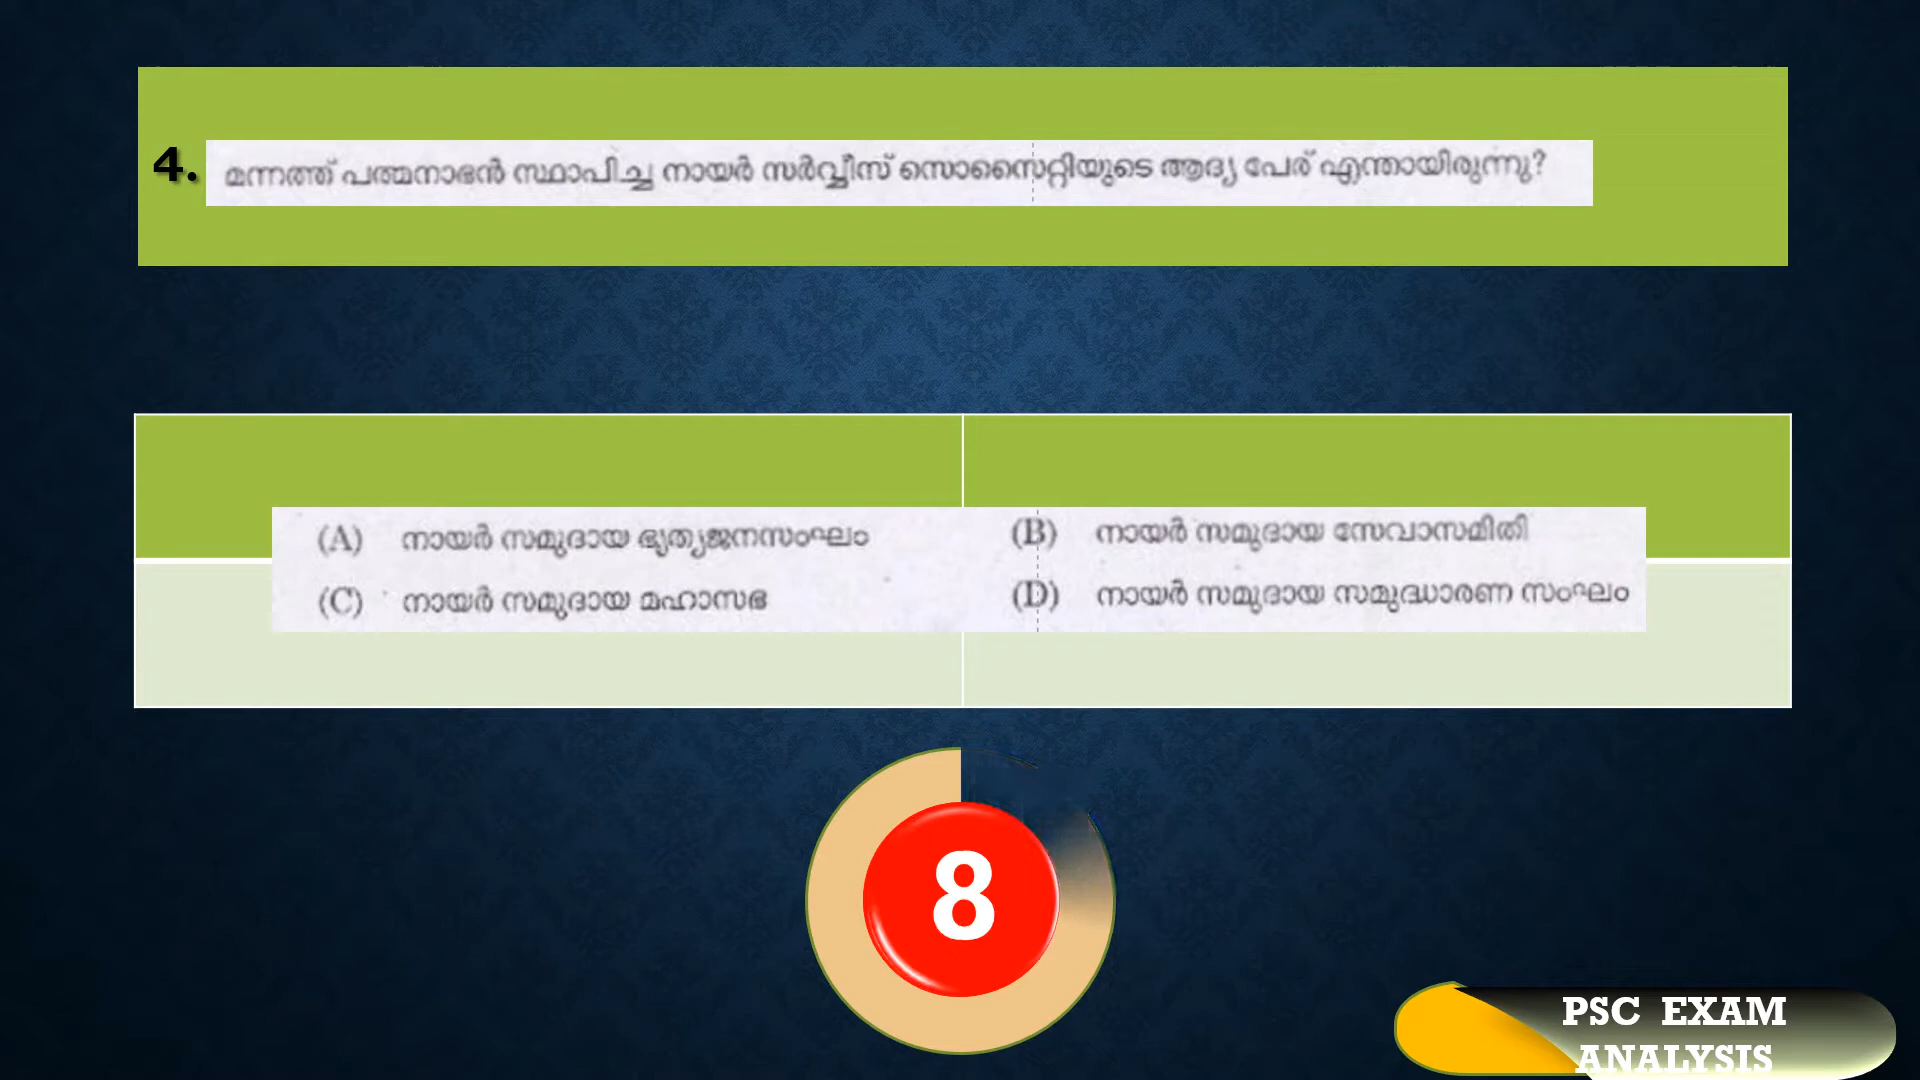 4. മന്നത്ത് പത്മനാഭൻ സ്ഥാപിച്ച നായർ സർവ്വീസ് സൊസൈറ്റിയുടെ ആദ്യ പേര് എന്തായിരുന്നു?
(A) നായർ സമുദായ ഭൃത്യജനസംഘം
(B) നായർ സമുദായ സേവാസമിതി
(C) നായർ സമുദായ മഹാസഭ
(D) നായർ സമുദായ സമുദ്ധാരണ സംഘം
8
PSC EXAM
ANALYSIS